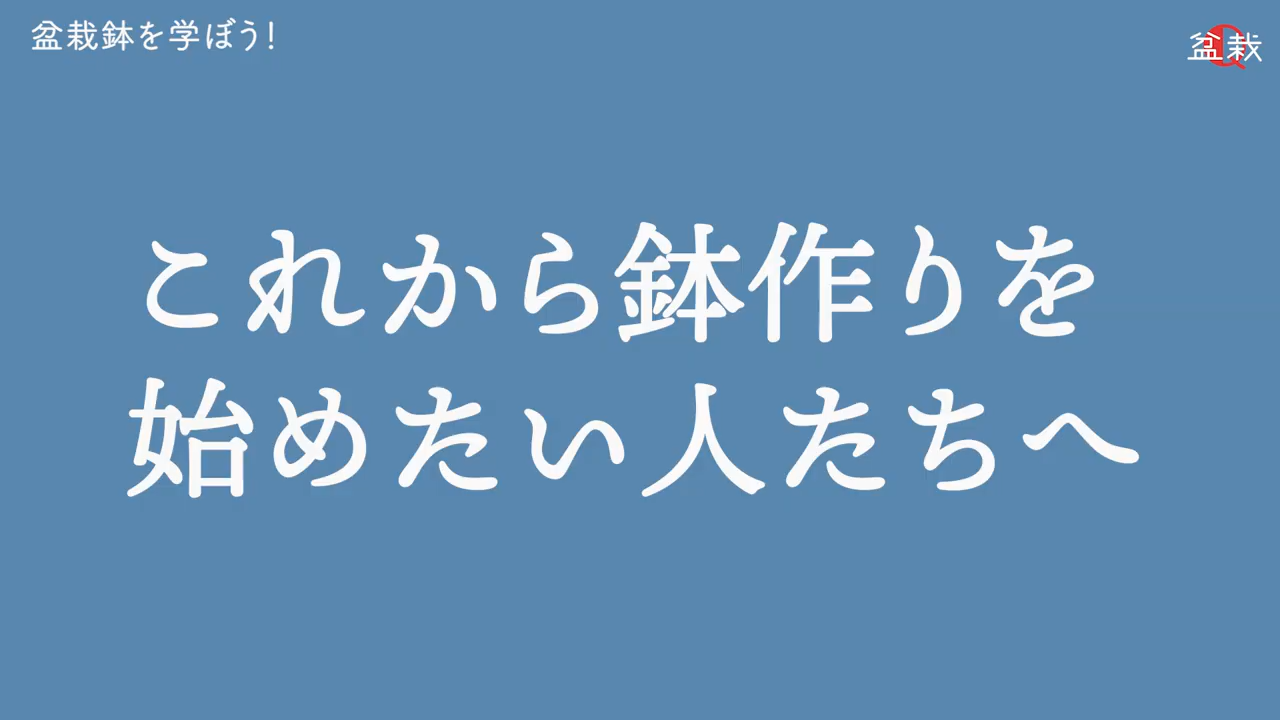 盆栽鉢を学ぼう!
盆Q栽
これから鉢作りを
始めたい人たちへ